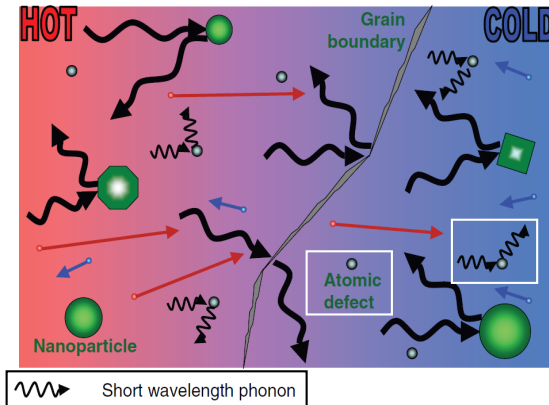 HOT
Grain
boundary
COLD
Atomic
defect
Nanoparticle
Short wavelength phonon